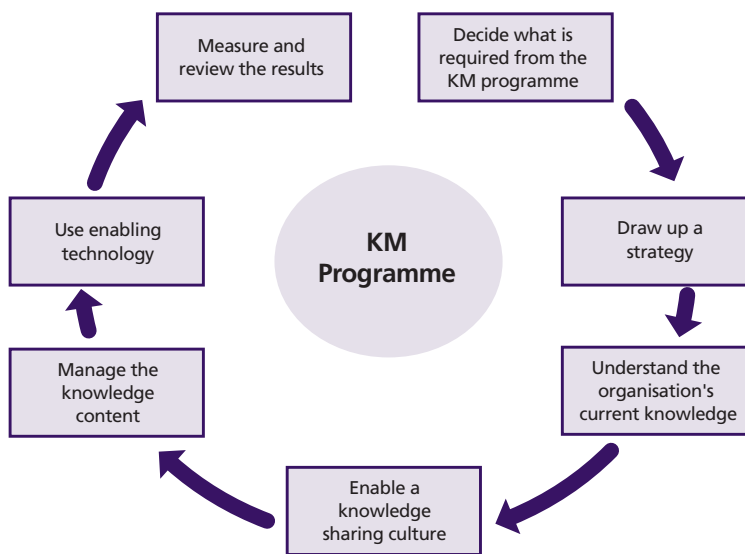 Measure and
review the results
Decide what is
required from the
KM programme
Use enabling
technology
KM
Programme
Draw up a
strategy
Manage the
knowledge
content
Understand the
organisation's
current knowledge
Enable a
knowledge
sharing culture